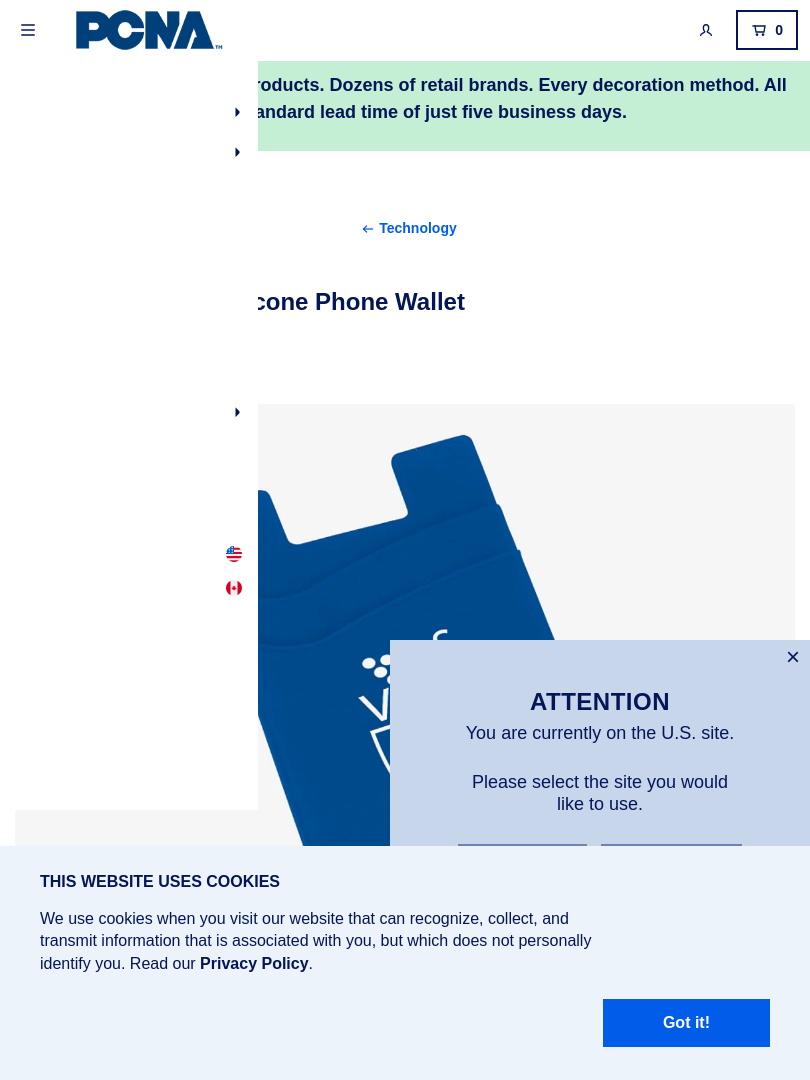 PCNA™
0
roducts. Dozens of retail brands. Every decoration method. All
andard lead time of just five business days.
Technology
cone Phone Wallet
ATTENTION
You are currently on the U.S. site.
Please select the site you would
like to use.
THIS WEBSITE USES COOKIES
We use cookies when you visit our website that can recognize, collect, and
transmit information that is associated with you, but which does not personally
identify you. Read our Privacy Policy.
Got it!